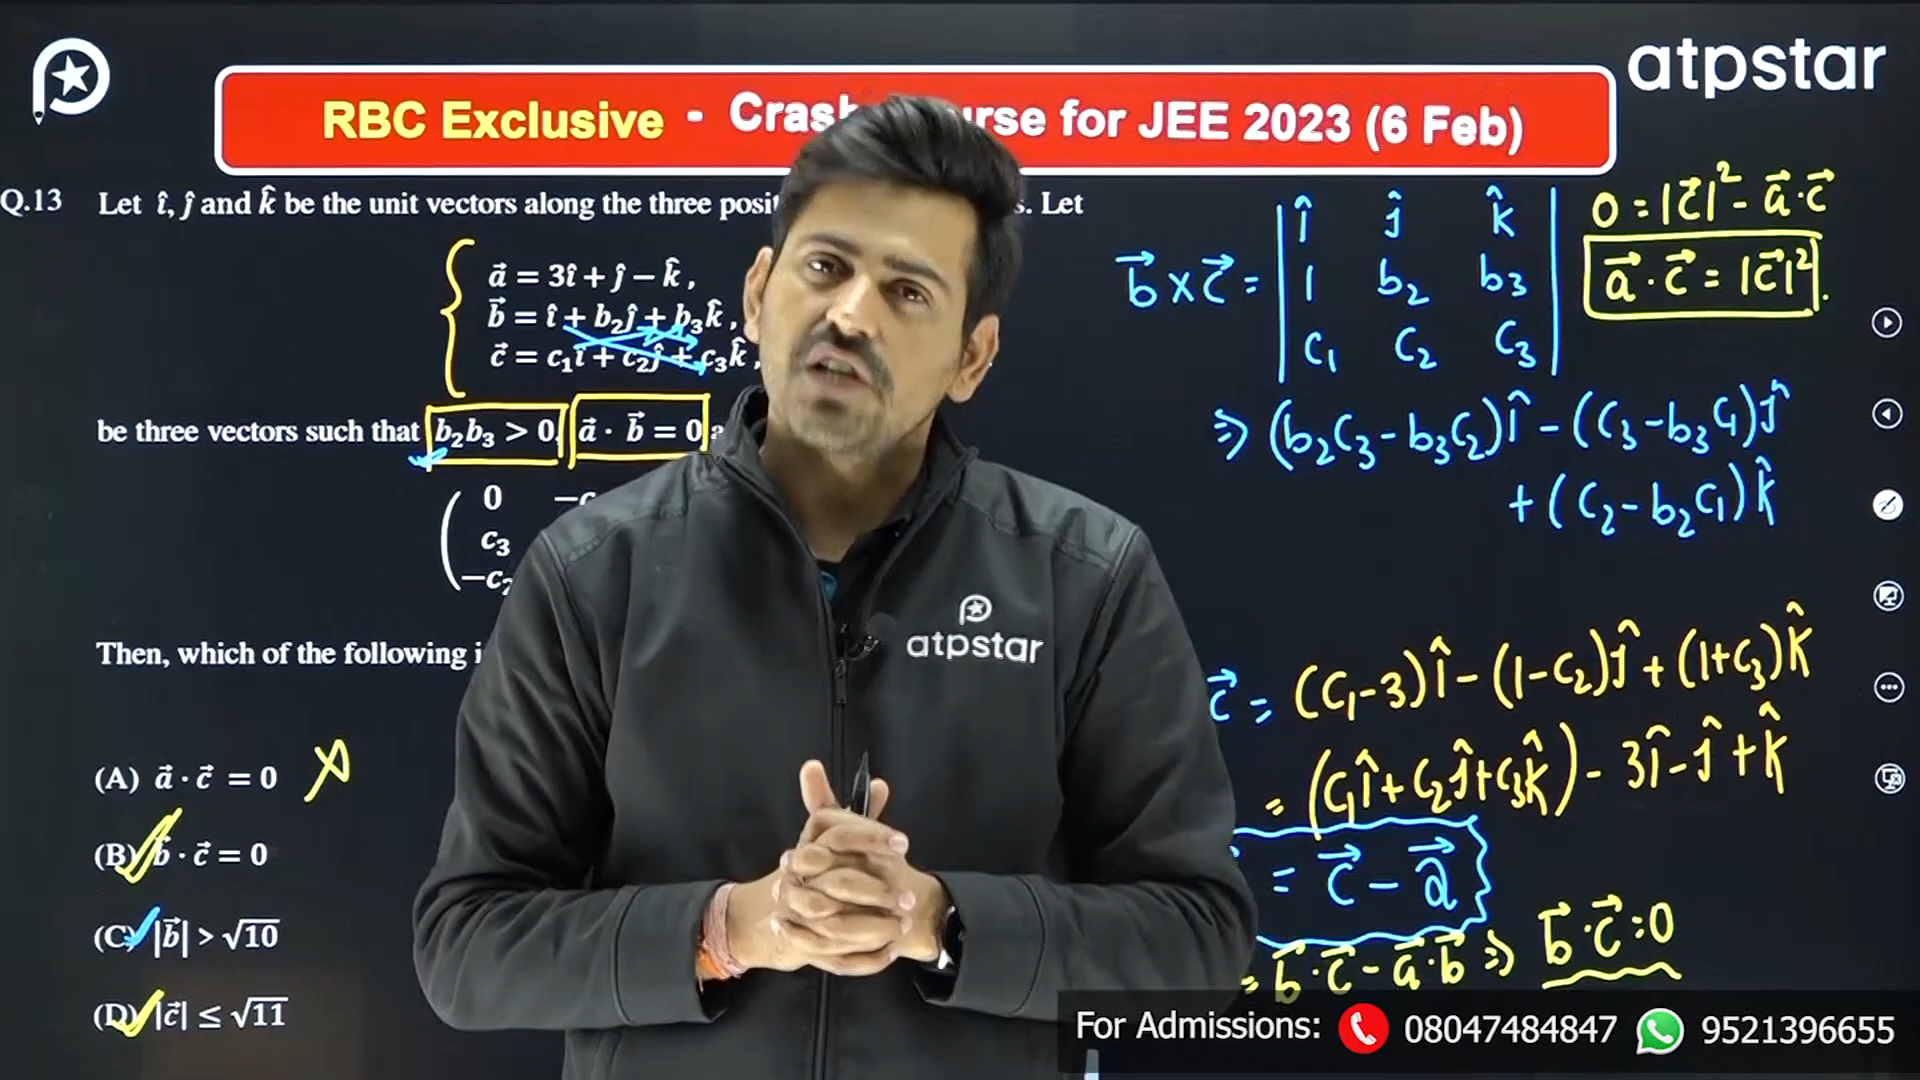 atpstar
RBC Exclusive - Crash urse for JEE 2023 (6 Feb)
Q.13 Let î, ĵ and k̂ be the unit vectors along the three s. Let
a⃗ = 3î + ĵ − k̂ ,
b⃗ = î + b₂ĵ + b₃k̂ ,
c⃗ = c₁î + c₂ĵ + c₃k̂ ,
be three vectors such that b₂b₃ > 0, a⃗ · b⃗ = 0
0 −c
c₃
−c₂
Then, which of the following
(A) a⃗ · c⃗ = 0
(B) b⃗ · c⃗ = 0
(C) |b⃗| > √10
(D) |c⃗| ≤ √11
0 = |c⃗|² − a⃗ · c⃗
a⃗ · c⃗ = |c⃗|².
b⃗ × c⃗ = | î ĵ k̂ |
| 1 b₂ b₃ |
| c₁ c₂ c₃ |
⇒ (b₂c₃ − b₃c₂)î − (c₃ − b₃c₁)ĵ
+ (c₂ − b₂c₁)k̂
c⃗ = (c₁ − 3)î − (1 − c₂)ĵ + (1 + c₃)k̂
= (c₁î + c₂ĵ + c₃k̂) − 3î − ĵ + k̂
= c⃗ − a⃗
= b⃗ · c⃗ − a⃗ · b⃗ ⇒ b⃗ · c⃗ = 0
atpstar
For Admissions: 08047484847 9521396655